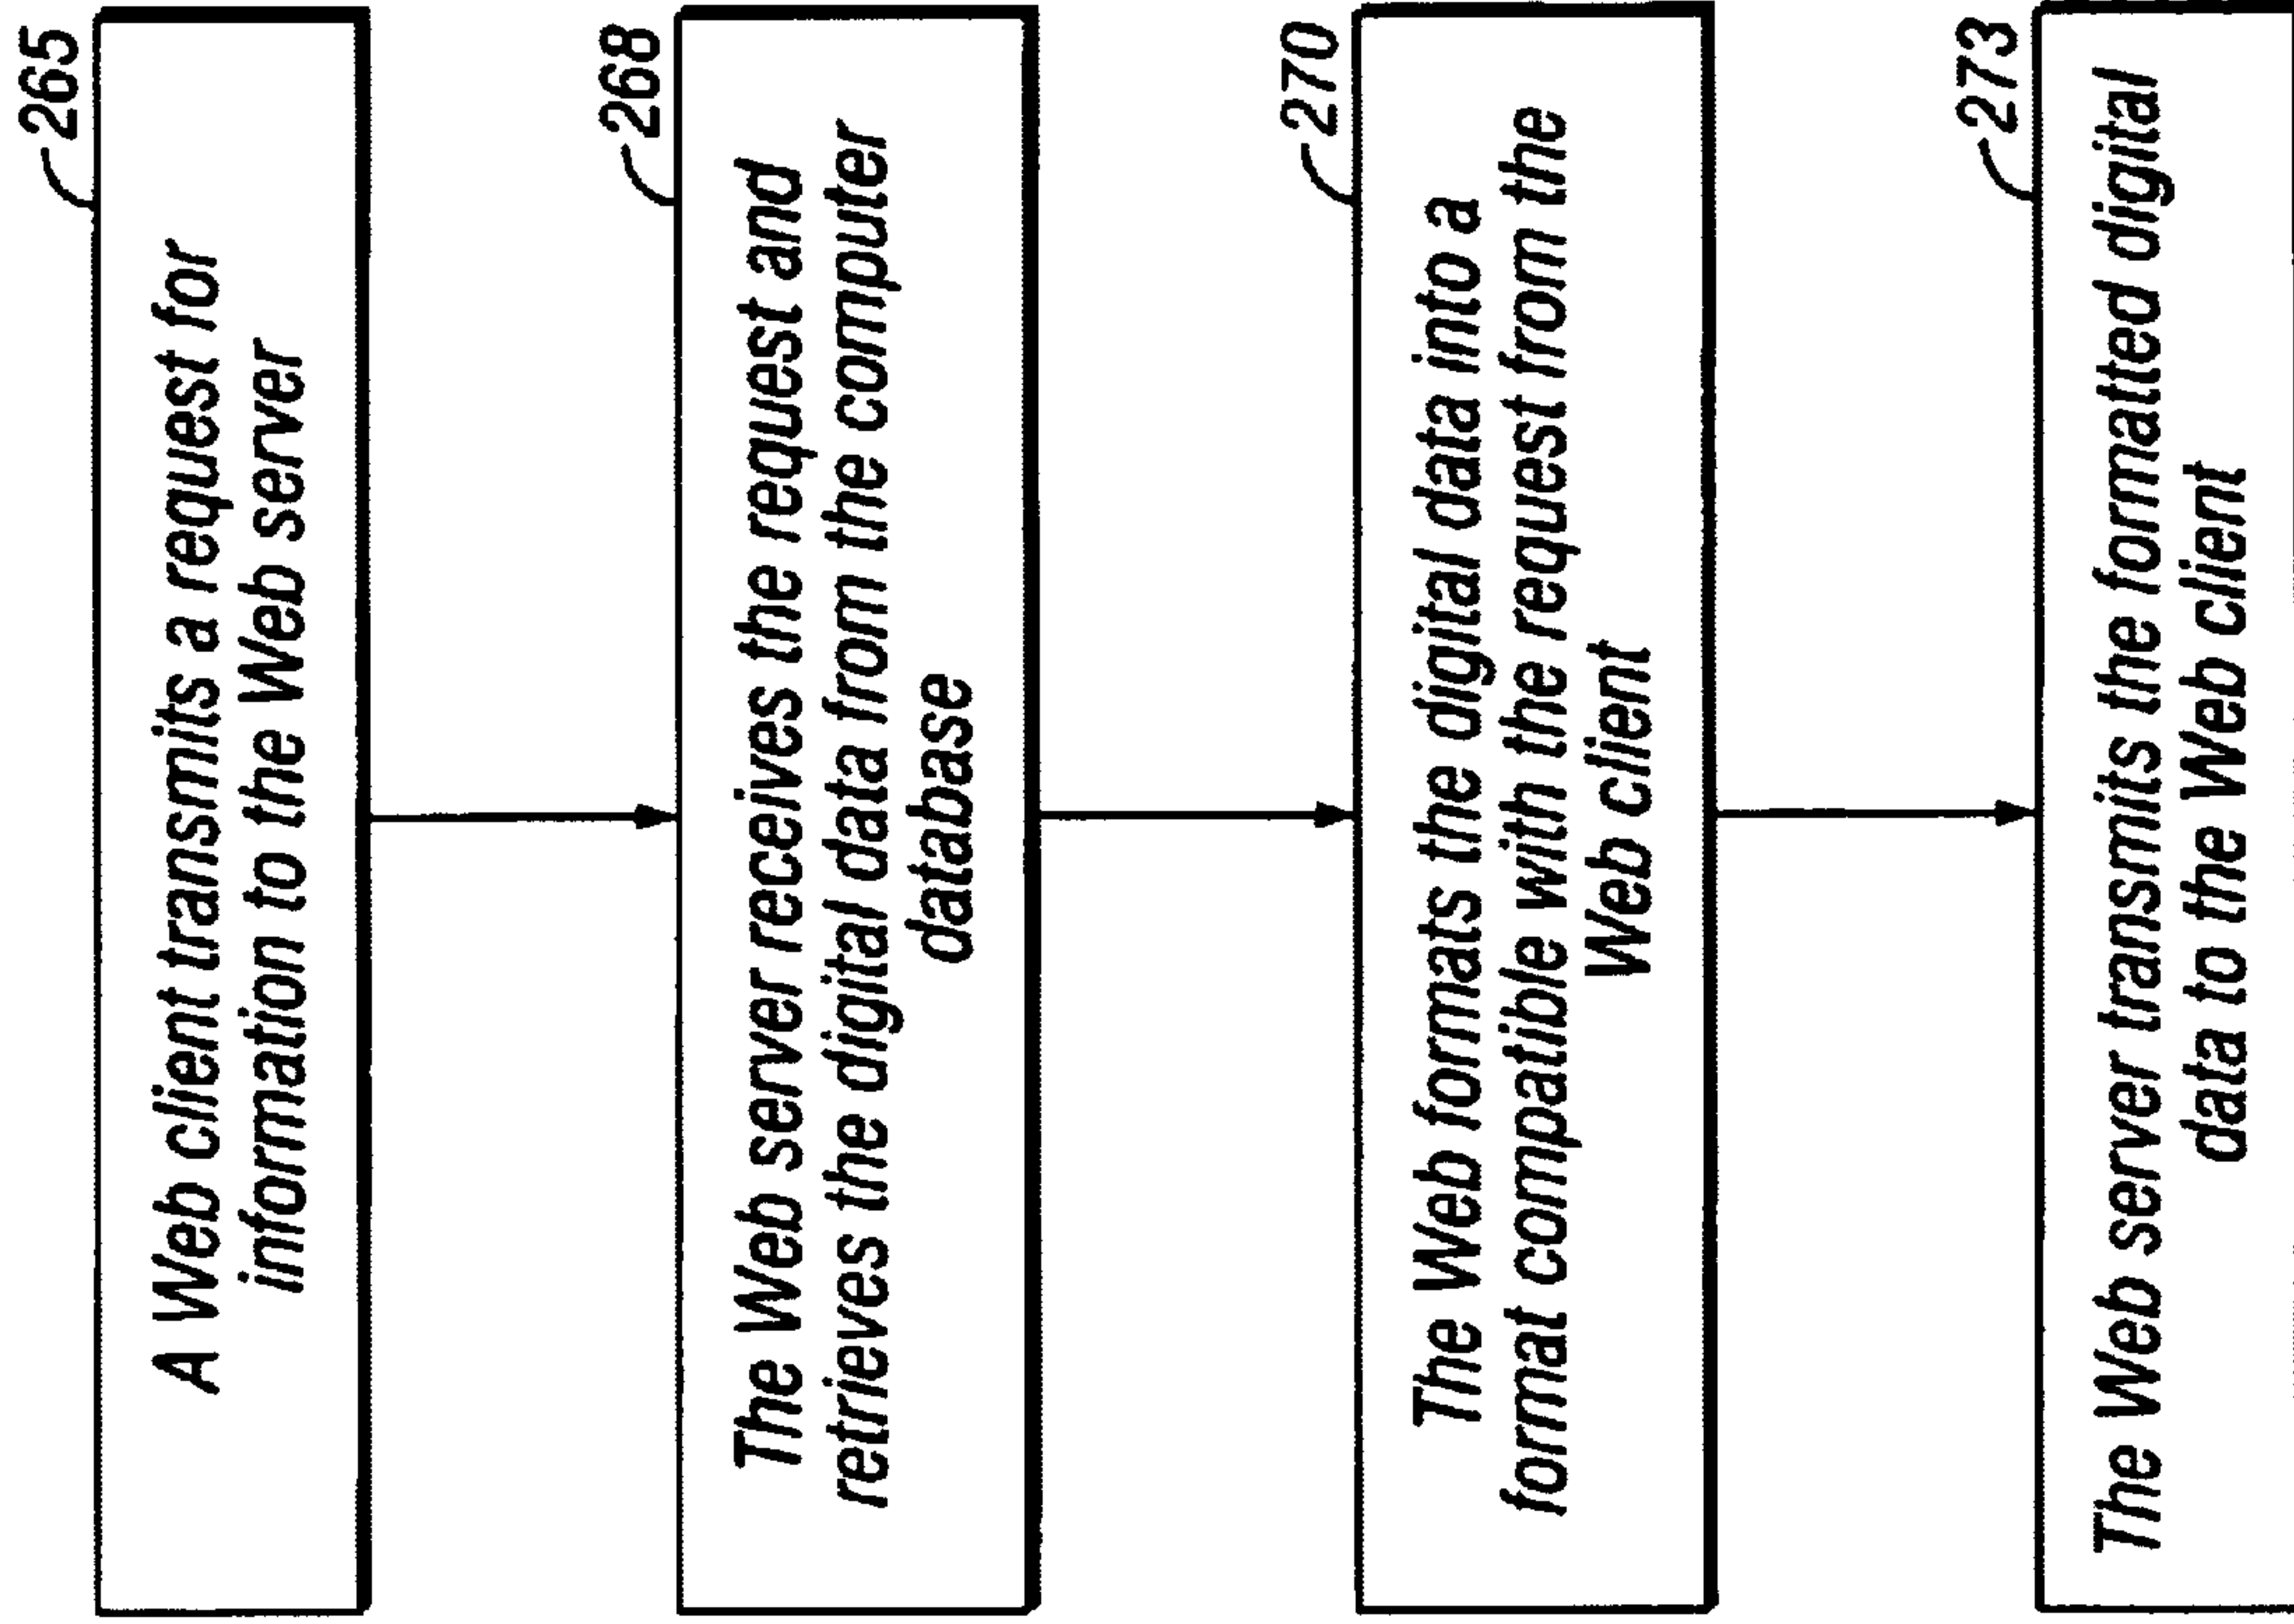 265
A Web client transmits a request for
information to the Web server
268
The Web server receives the request and
retrieves the digital data from the computer
database
270
The Web formats the digital data into a
format compatible with the request from the
Web client
273
The Web server transmits the formatted digital
data to the Web client